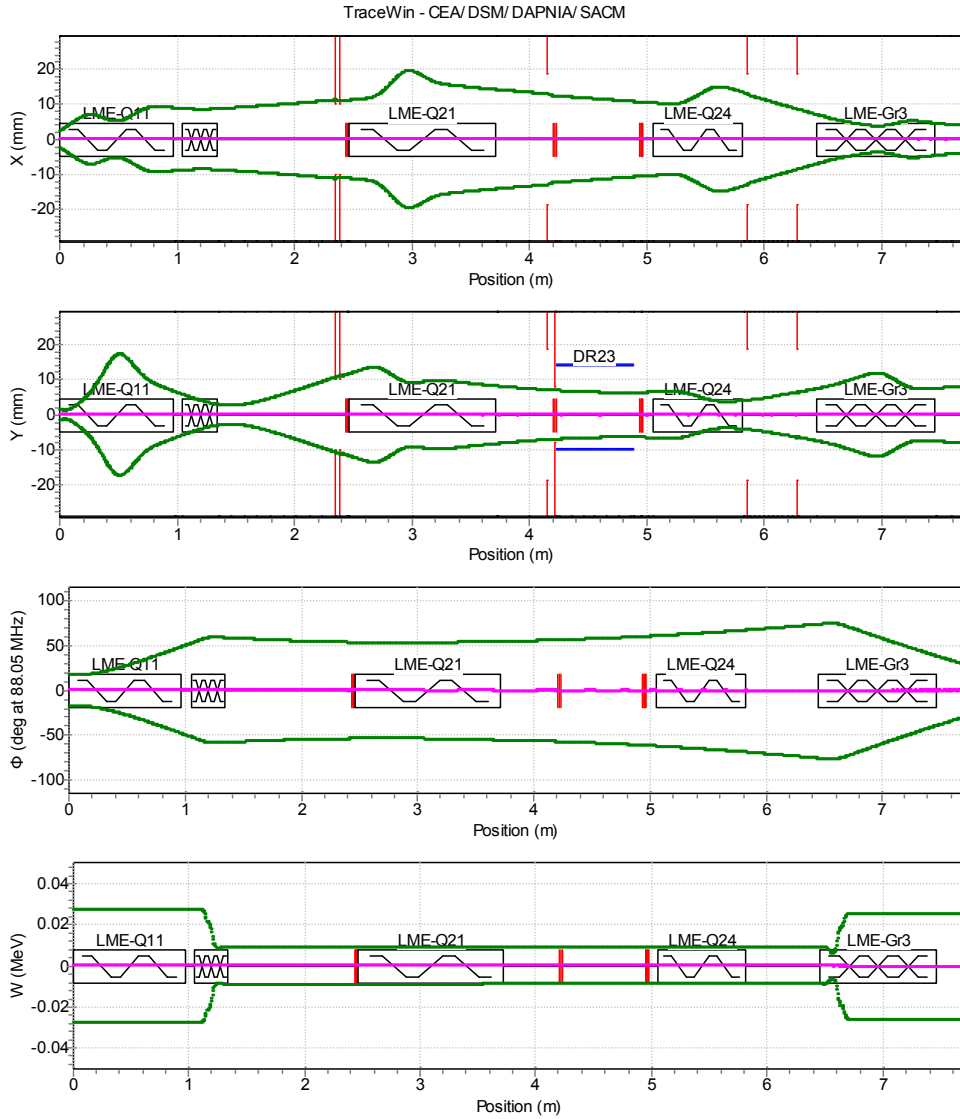 TraceWin - CEA/ DSM/ DAPNIA/ SACM
X (mm)
20
10
0
-10
-20
LME-Q11
LME-Q21
LME-Q24
LME-Gr3
0 1 2 3 4 5 6 7
Position (m)
Y (mm)
20
10
0
-10
-20
DR23
LME-Q11
LME-Q21
LME-Q24
LME-Gr3
0 1 2 3 4 5 6 7
Position (m)
Φ (deg at 88.05 MHz)
100
50
0
-50
-100
LME-Q11
LME-Q21
LME-Q24
LME-Gr3
0 1 2 3 4 5 6 7
Position (m)
W (MeV)
0.04
0.02
0
-0.02
-0.04
LME-Q11
LME-Q21
LME-Q24
LME-Gr3
0 1 2 3 4 5 6 7
Position (m)